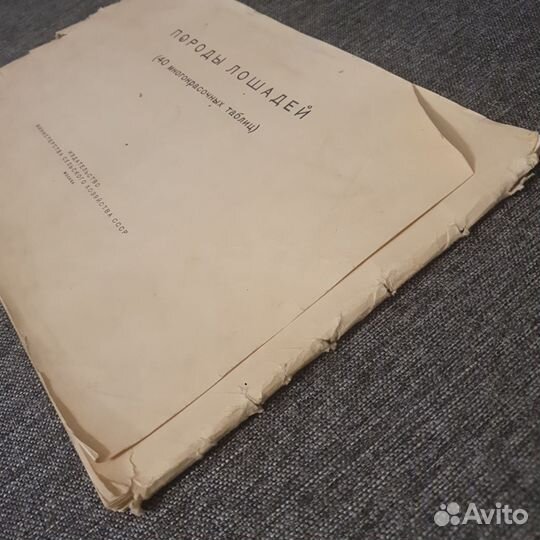 ПОРОДЫ ЛОШАДЕЙ
(40 многокрасочных таблиц)
ИЗДАТЕЛЬСТВО
МИНИСТЕРСТВА СЕЛЬСКОГО ХОЗЯЙСТВА СССР
МОСКВА
Avito